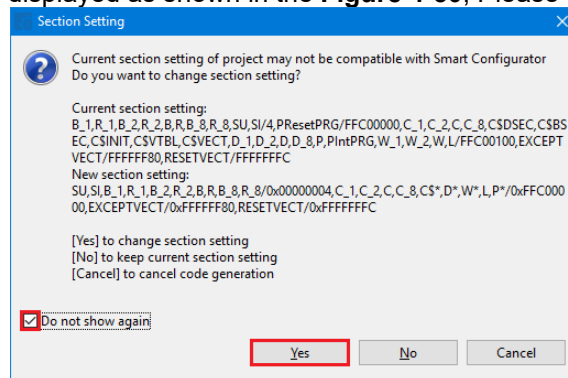 displayed as shown in the Figure 4-30, Please
Section Setting
Current section setting of project may not be compatible with Smart Configurator
Do you want to change section setting?
Current section setting:
B_1,R_1,B_2,R_2,B,R,B_8,R_8,SU,SI/4,PResetPRG/FFC00000,C_1,C_2,C,C_8,C$DSEC,C$BS
EC,C$INIT,C$VTBL,C$VECT,D_1,D_2,D,D_8,P,PIntPRG,W_1,W_2,W,L/FFC00100,EXCEPT
VECT/FFFFFF80,RESETVECT/FFFFFFFC
New section setting:
SU,SI,B_1,R_1,B_2,R_2,B,R,B_8,R_8/0x00000004,C_1,C_2,C,C_8,C$*,D*,W*,L,P*/0xFFC000
00,EXCEPTVECT/0xFFFFFF80,RESETVECT/0xFFFFFFFC
[Yes] to change section setting
[No] to keep current section setting
[Cancel] to cancel code generation
Do not show again
Yes No Cancel